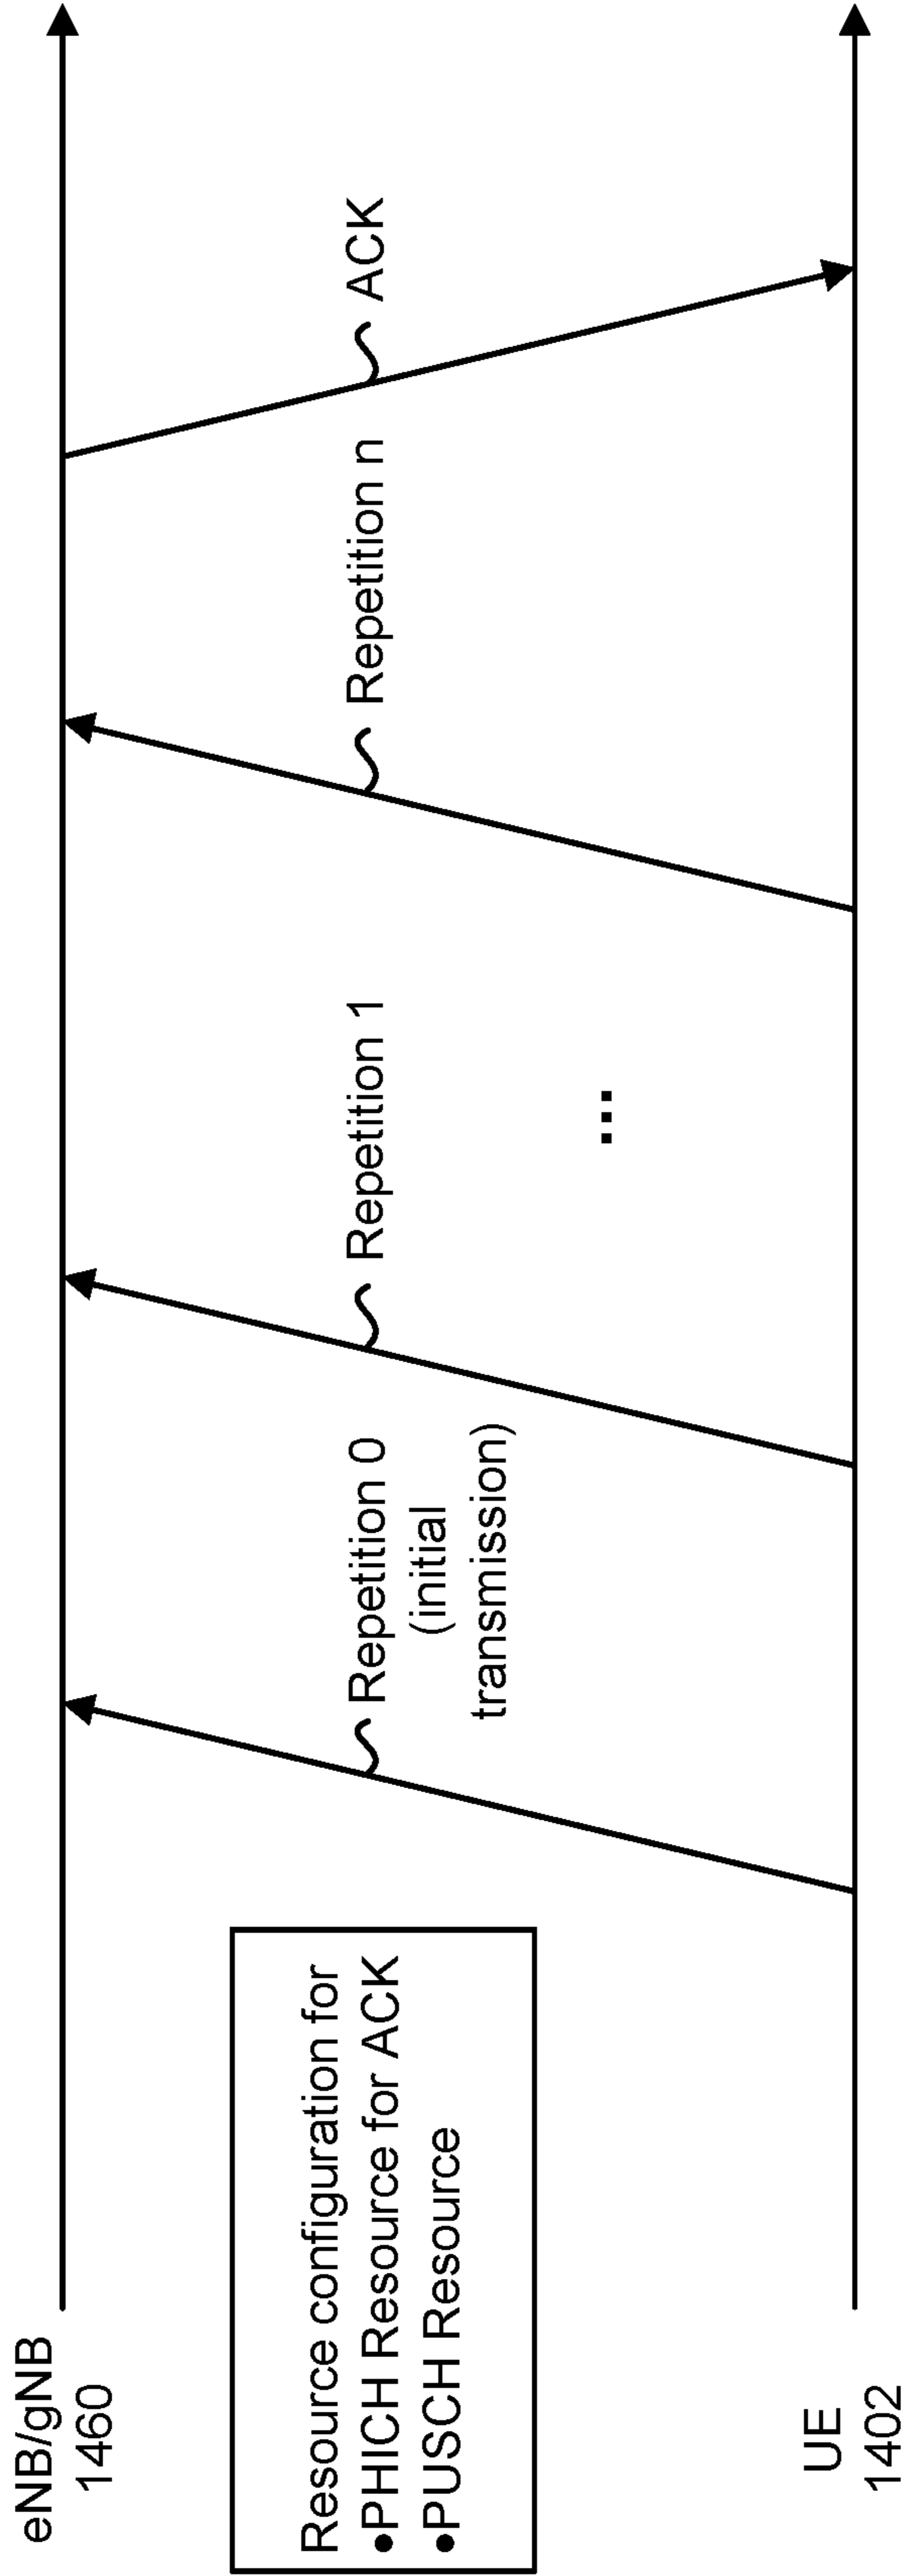 eNB/gNB
1460
Resource configuration for
•PHICH Resource for ACK
•PUSCH Resource
Repetition 0
(initial
transmission)
Repetition 1
...
Repetition n
ACK
UE
1402